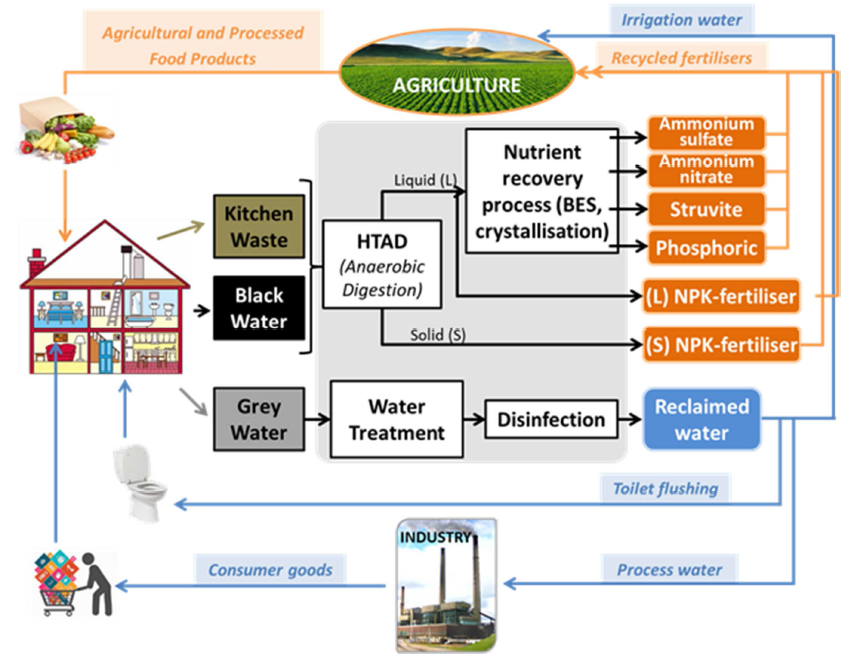 Irrigation water
Agricultural and Processed
Food Products
Recycled fertilisers
AGRICULTURE
Ammonium
sulfate
Nutrient
recovery
process (BES,
crystallisation)
Liquid (L)
Ammonium
nitrate
Kitchen
Waste
Struvite
HTAD
(Anaerobic
Digestion)
Phosphoric
Black
Water
(L) NPK-fertiliser
Solid (S)
(S) NPK-fertiliser
Grey
Water
Water
Treatment
Disinfection
Reclaimed
water
Toilet flushing
INDUSTRY
Consumer goods
Process water